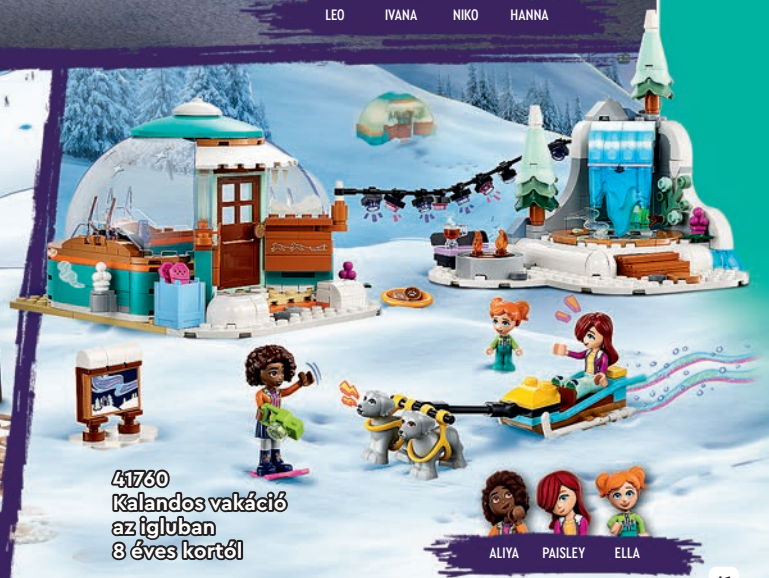 LEO IVANA NIKO HANNA
41760
Kalandos vakáció
az igluban
8 éves kortól
ALIYA PAISLEY ELLA